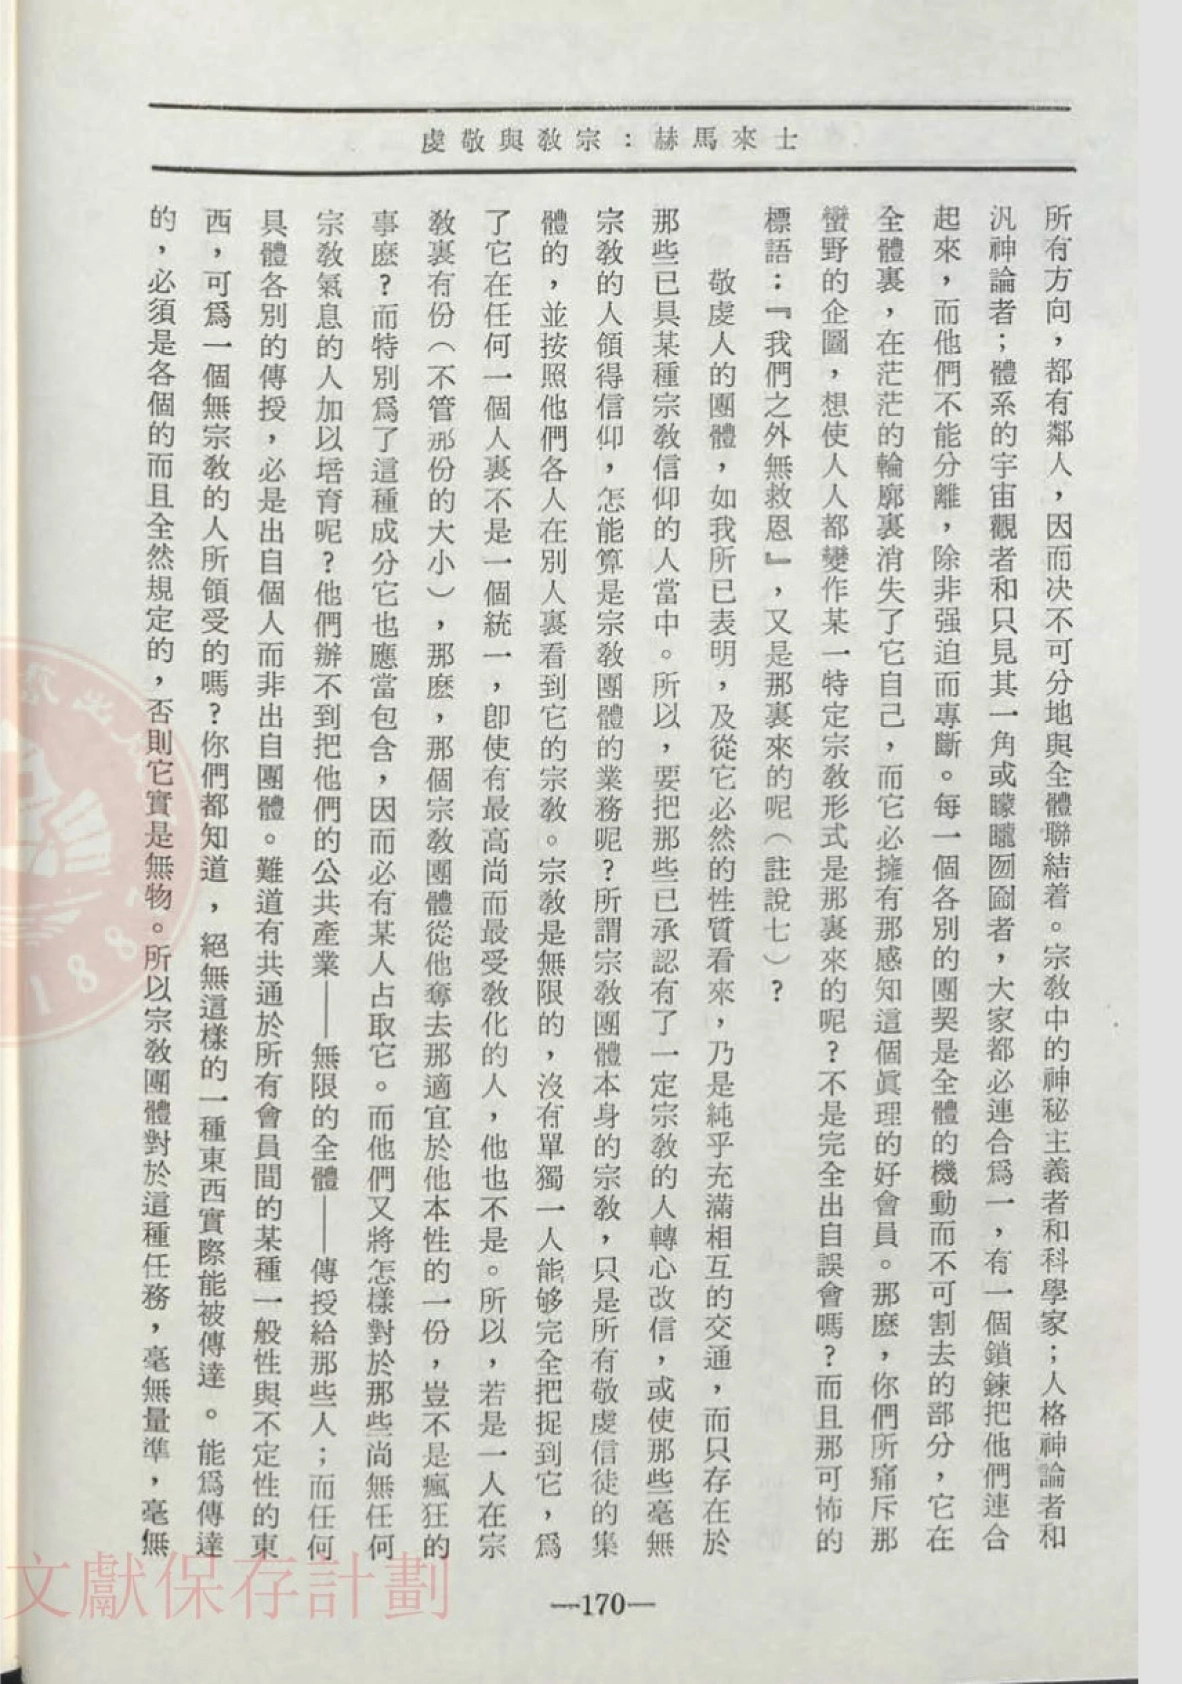 士來馬赫：宗教與敬虔
所有方向，都有鄰人，因而决不可分地與全體聯結着。宗教中的神秘主義者和科學家；人格神論者和
汎神論者；體系的宇宙觀者和只見其一角或矇矓囫圇者，大家都必連合爲一，有一個鎖鍊把他們連合
起來，而他們不能分離，除非强迫而專斷。每一個各別的團契是全體的機動而不可割去的部分，它在
全體裏，在茫茫的輪廓裏消失了它自己，而它必擁有那感知這個眞理的好會員。那麽，你們所痛斥那
蠻野的企圖，想使人人都變作某一特定宗教形式是那裏來的呢？不是完全出自誤會嗎？而且那可怖的
標語：『我們之外無救恩』，又是那裏來的呢（註說七）？
敬虔人的團體，如我所已表明，及從它必然的性質看來，乃是純乎充滿相互的交通，而只存在於
那些已具某種宗教信仰的人當中。所以，要把那些已承認有了一定宗教的人轉心改信，或使那些毫無
宗教的人領得信仰，怎能算是宗教團體的業務呢？所謂宗教團體本身的宗教，只是所有敬虔信徒的集
體的，並按照他們各人在別人裏看到它的宗教。宗教是無限的，沒有單獨一人能够完全把捉到它，爲
了它在任何一個人裏不是一個統一，卽使有最高尚而最受教化的人，他也不是。所以，若是一人在宗
教裏有份（不管那份的大小），那麽，那個宗教團體從他奪去那適宜於他本性的一份，豈不是瘋狂的
事麽？而特別爲了這種成分它也應當包含，因而必有某人占取它。而他們又將怎樣對於那些尚無任何
宗教氣息的人加以培育呢？他們辦不到把他們的公共產業——無限的全體——傳授給那些人；而任何
具體各別的傳授，必是出自個人而非出自團體。難道有共通於所有會員間的某種一般性與不定性的東
西，可爲一個無宗教的人所領受的嗎？你們都知道，絕無這樣的一種東西實際能被傳達。能爲傳達
的，必須是各個的而且全然規定的，否則它實是無物。所以宗教團體對於這種任務，毫無量準，毫無
—170—
文獻保存計劃
188